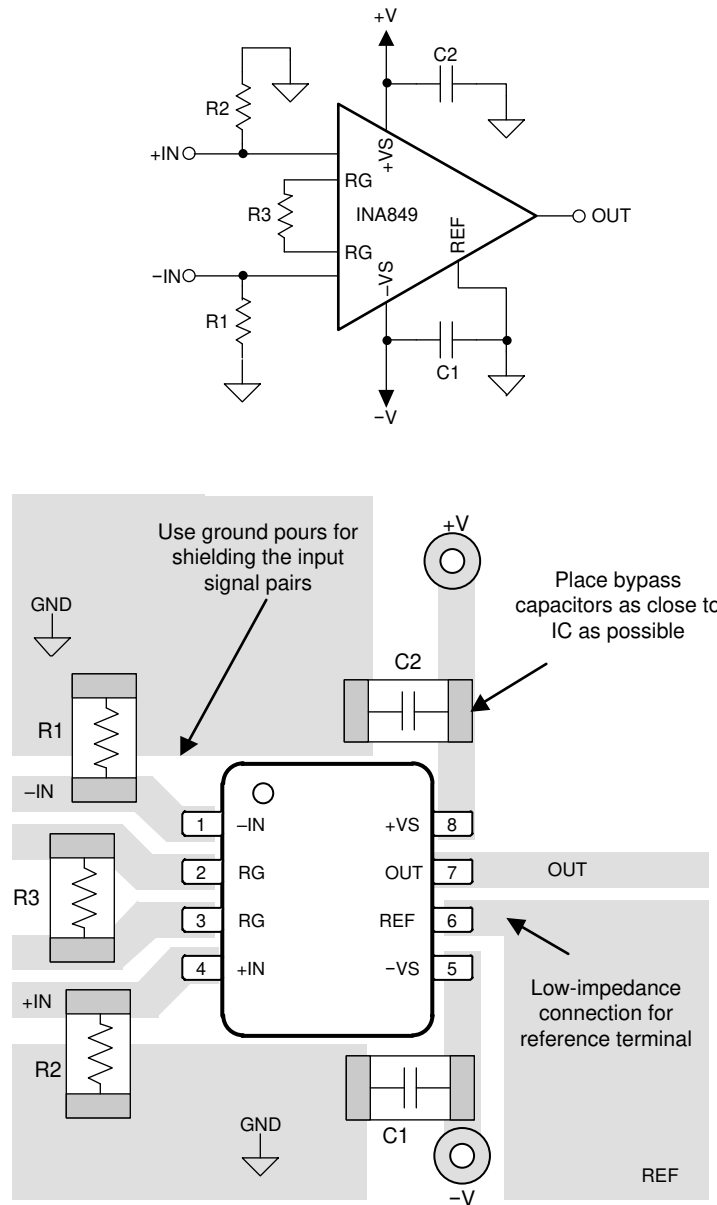 +V
C2
R2
+IN
+VS
RG
R3
INA849
OUT
RG
REF
−IN
−VS
R1
C1
−V
+V
Use ground pours for
shielding the input
signal pairs
Place bypass
capacitors as close to
IC as possible
GND
C2
R1
−IN
1 −IN +VS 8
2 RG OUT 7 OUT
R3
3 RG REF 6
4 +IN −VS 5
+IN
Low-impedance
connection for
reference terminal
R2
GND
C1
REF
−V